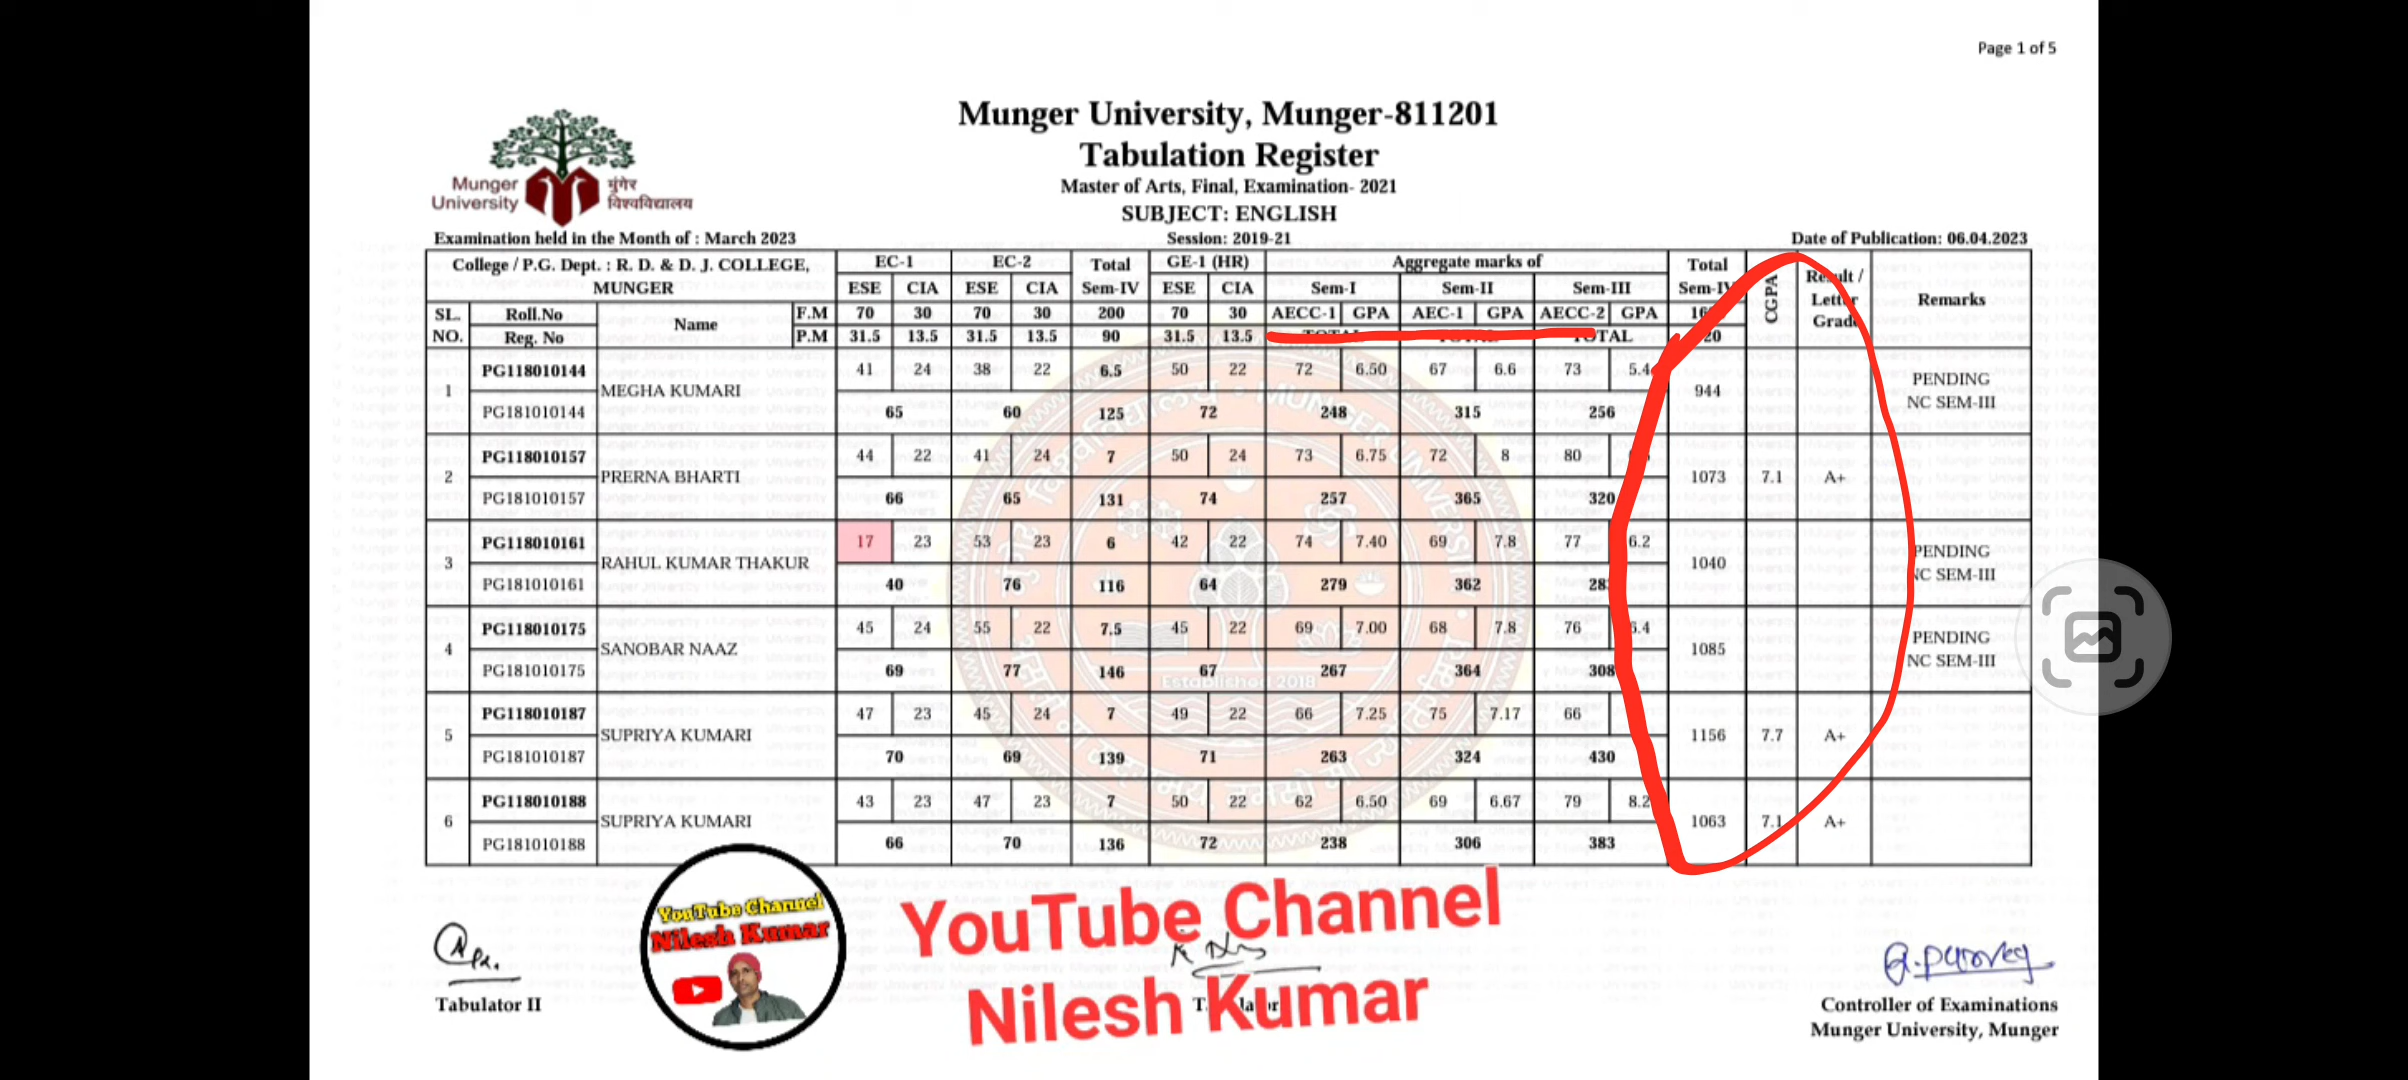 Page 1 of 5
Munger University, Munger-811201
Tabulation Register
Master of Arts, Final, Examination- 2021
SUBJECT: ENGLISH
Munger University
मुंगेर विश्वविद्यालय
Examination held in the Month of : March 2023 Session: 2019-21 Date of Publication: 06.04.2023
College / P.G. Dept. : R. D. & D. J. COLLEGE, MUNGER EC-1 EC-2 Total Sem-IV GE-1 (HR) Aggregate marks of Total Sem-IV CGPA Result / Letter Grade Remarks
ESE CIA ESE CIA ESE CIA Sem-I Sem-II Sem-III
SL. NO. Roll.No Name F.M 70 30 70 30 200 70 30 AECC-1 GPA AEC-1 GPA AECC-2 GPA
Reg. No P.M 31.5 13.5 31.5 13.5 90 31.5 13.5 TOTAL TOTAL TOTAL
1 PG118010144 MEGHA KUMARI 41 24 38 22 6.5 50 22 72 6.50 67 6.6 73 5.4 944 PENDING
PG181010144 65 60 125 72 248 315 256 NC SEM-III
2 PG118010157 PRERNA BHARTI 44 22 41 24 7 50 24 73 6.75 72 8 80 1073 7.1 A+
PG181010157 66 65 131 74 257 365 320
3 PG118010161 RAHUL KUMAR THAKUR 17 23 53 23 6 42 22 74 7.40 69 7.8 77 6.2 1040 PENDING
PG181010161 40 76 116 64 279 362 NC SEM-III
4 PG118010175 SANOBAR NAAZ 45 24 55 22 7.5 45 22 69 7.00 68 7.8 76 1085 PENDING
PG181010175 69 77 146 67 267 364 308 NC SEM-III
5 PG118010187 SUPRIYA KUMARI 47 23 45 24 7 49 22 66 7.25 75 7.17 66 1156 7.7 A+
PG181010187 70 69 139 71 263 324 430
6 PG118010188 SUPRIYA KUMARI 43 23 47 23 7 50 22 62 6.50 69 6.67 79 8.2 1063 7.1 A+
PG181010188 66 70 136 72 238 306 383
Established 2018
YouTube Channel
Nilesh Kumar
YouTube Channel
Nilesh Kumar
Tabulator II
Controller of Examinations
Munger University, Munger